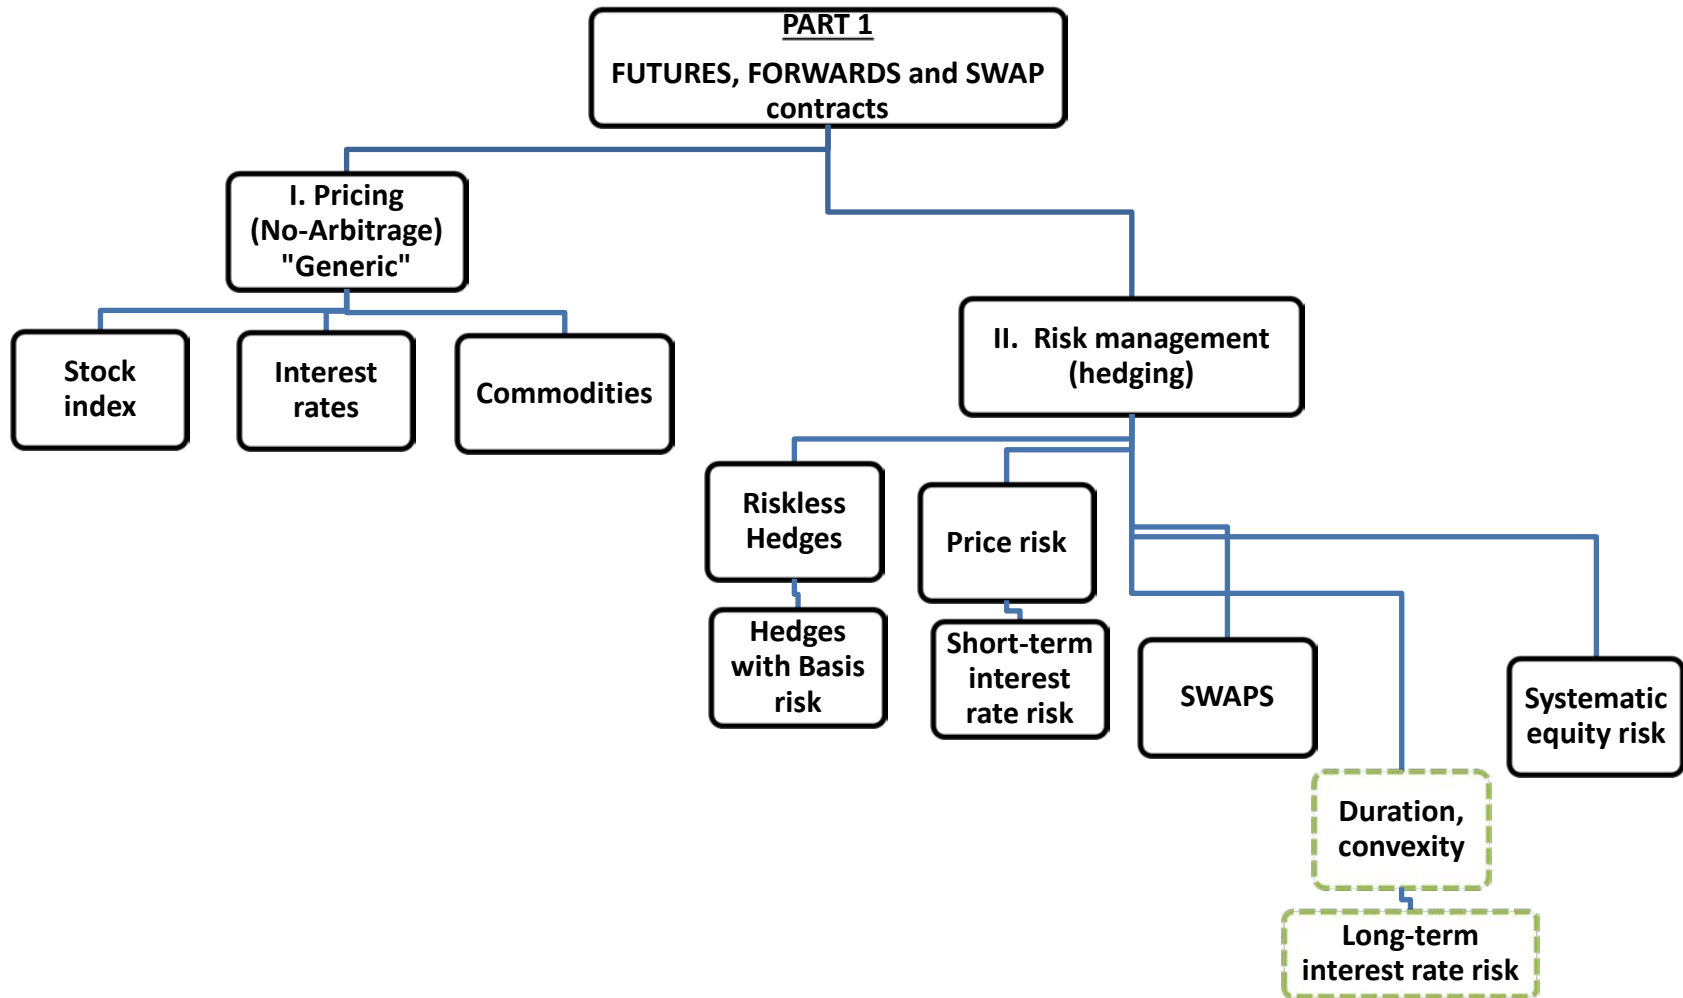 PART 1
FUTURES, FORWARDS and SWAP
contracts
I. Pricing
(No-Arbitrage)
"Generic"
Stock
index
Interest
rates
Commodities
II.  Risk management
(hedging)
Riskless
Hedges
Price risk
Hedges
with Basis
risk
Short-term
interest
rate risk
SWAPS
Systematic
equity risk
Duration,
convexity
Long-term
interest rate risk